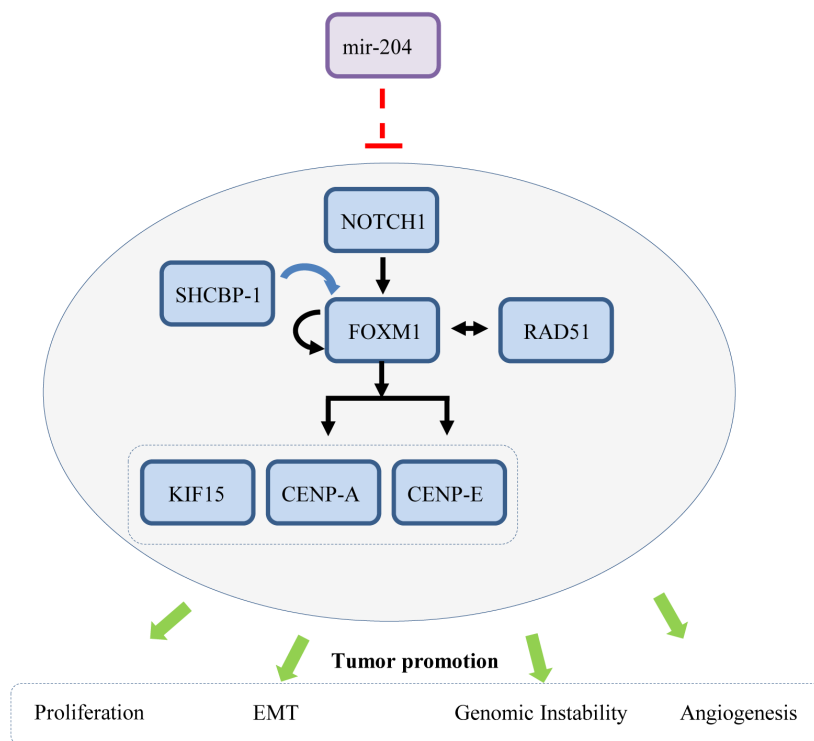 mir-204
NOTCH1
SHCBP-1
FOXM1
RAD51
KIF15
CENP-A
CENP-E
Tumor promotion
Proliferation
EMT
Genomic Instability
Angiogenesis